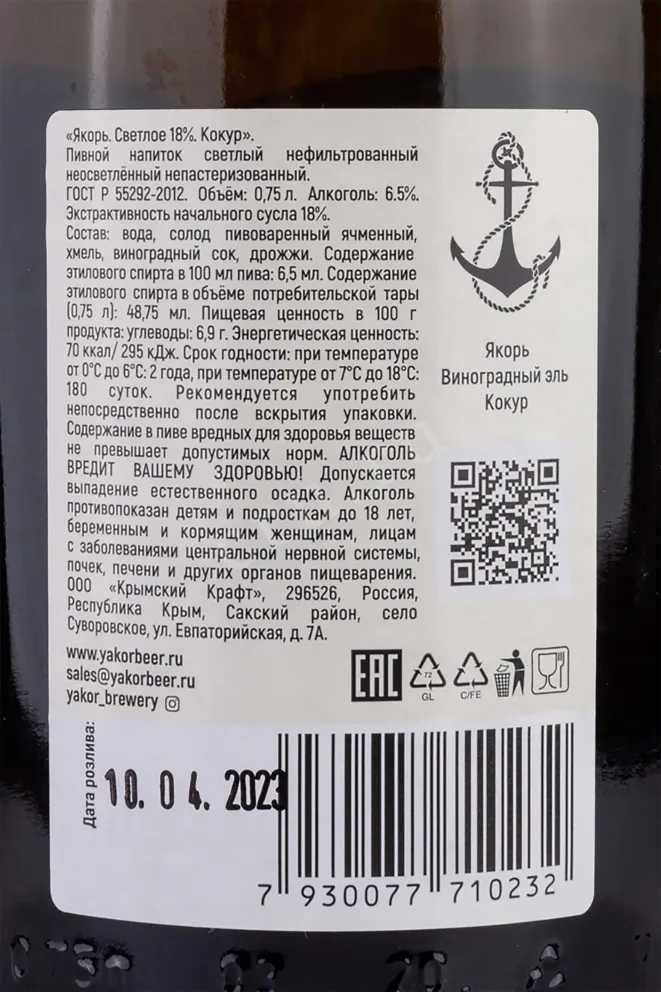 «Якорь. Светлое 18%. Кокур».
Пивной напиток светлый нефильтрованный
неосветлённый непастеризованный.
ГОСТ Р 55292-2012. Объём: 0,75 л. Алкоголь: 6.5%.
Экстрактивность начального сусла 18%.
Состав: вода, солод пивоваренный ячменный,
хмель, виноградный сок, дрожжи. Содержание
этилового спирта в 100 мл пива: 6,5 мл. Содержание
этилового спирта в объёме потребительской тары
(0,75 л): 48,75 мл. Пищевая ценность в 100 г
продукта: углеводы: 6,9 г. Энергетическая ценность:
70 ккал/ 295 кДж. Срок годности: при температуре
от 0°С до 6°С: 2 года, при температуре от 7°С до 18°С:
180 суток. Рекомендуется употребить
непосредственно после вскрытия упаковки.
Содержание в пиве вредных для здоровья веществ
не превышает допустимых норм. АЛКОГОЛЬ
ВРЕДИТ ВАШЕМУ ЗДОРОВЬЮ! Допускается
выпадение естественного осадка. Алкоголь
противопоказан детям и подросткам до 18 лет,
беременным и кормящим женщинам, лицам
с заболеваниями центральной нервной системы,
почек, печени и других органов пищеварения.
ООО «Крымский Крафт», 296526, Россия,
Республика Крым, Сакский район, село
Суворовское, ул. Евпаторийская, д. 7А.
www.yakorbeer.ru
sales@yakorbeer.ru
yakor_brewery
Якорь
Виноградный эль
Кокур
EAC
72
GL
C/FE
Дата розлива:
10. 04. 2023
7 930077 710232